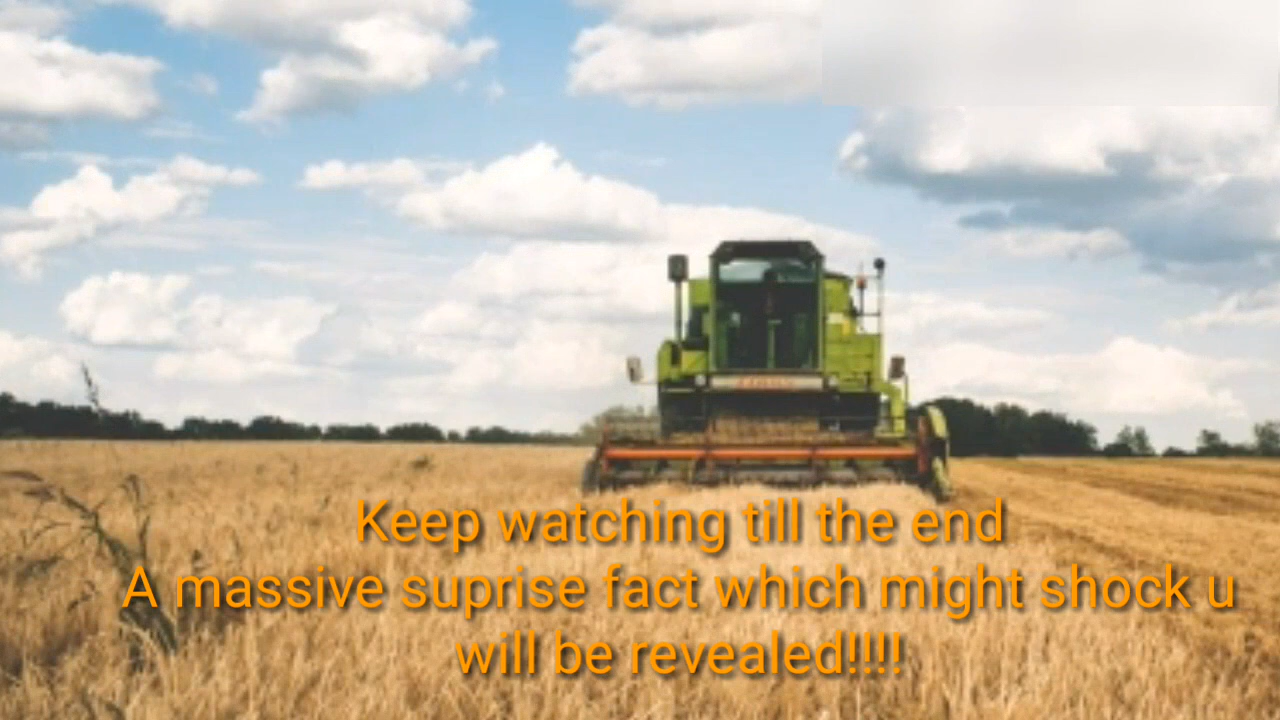 Keep watching till the end
A massive suprise fact which might shock u
will be revealed!!!!